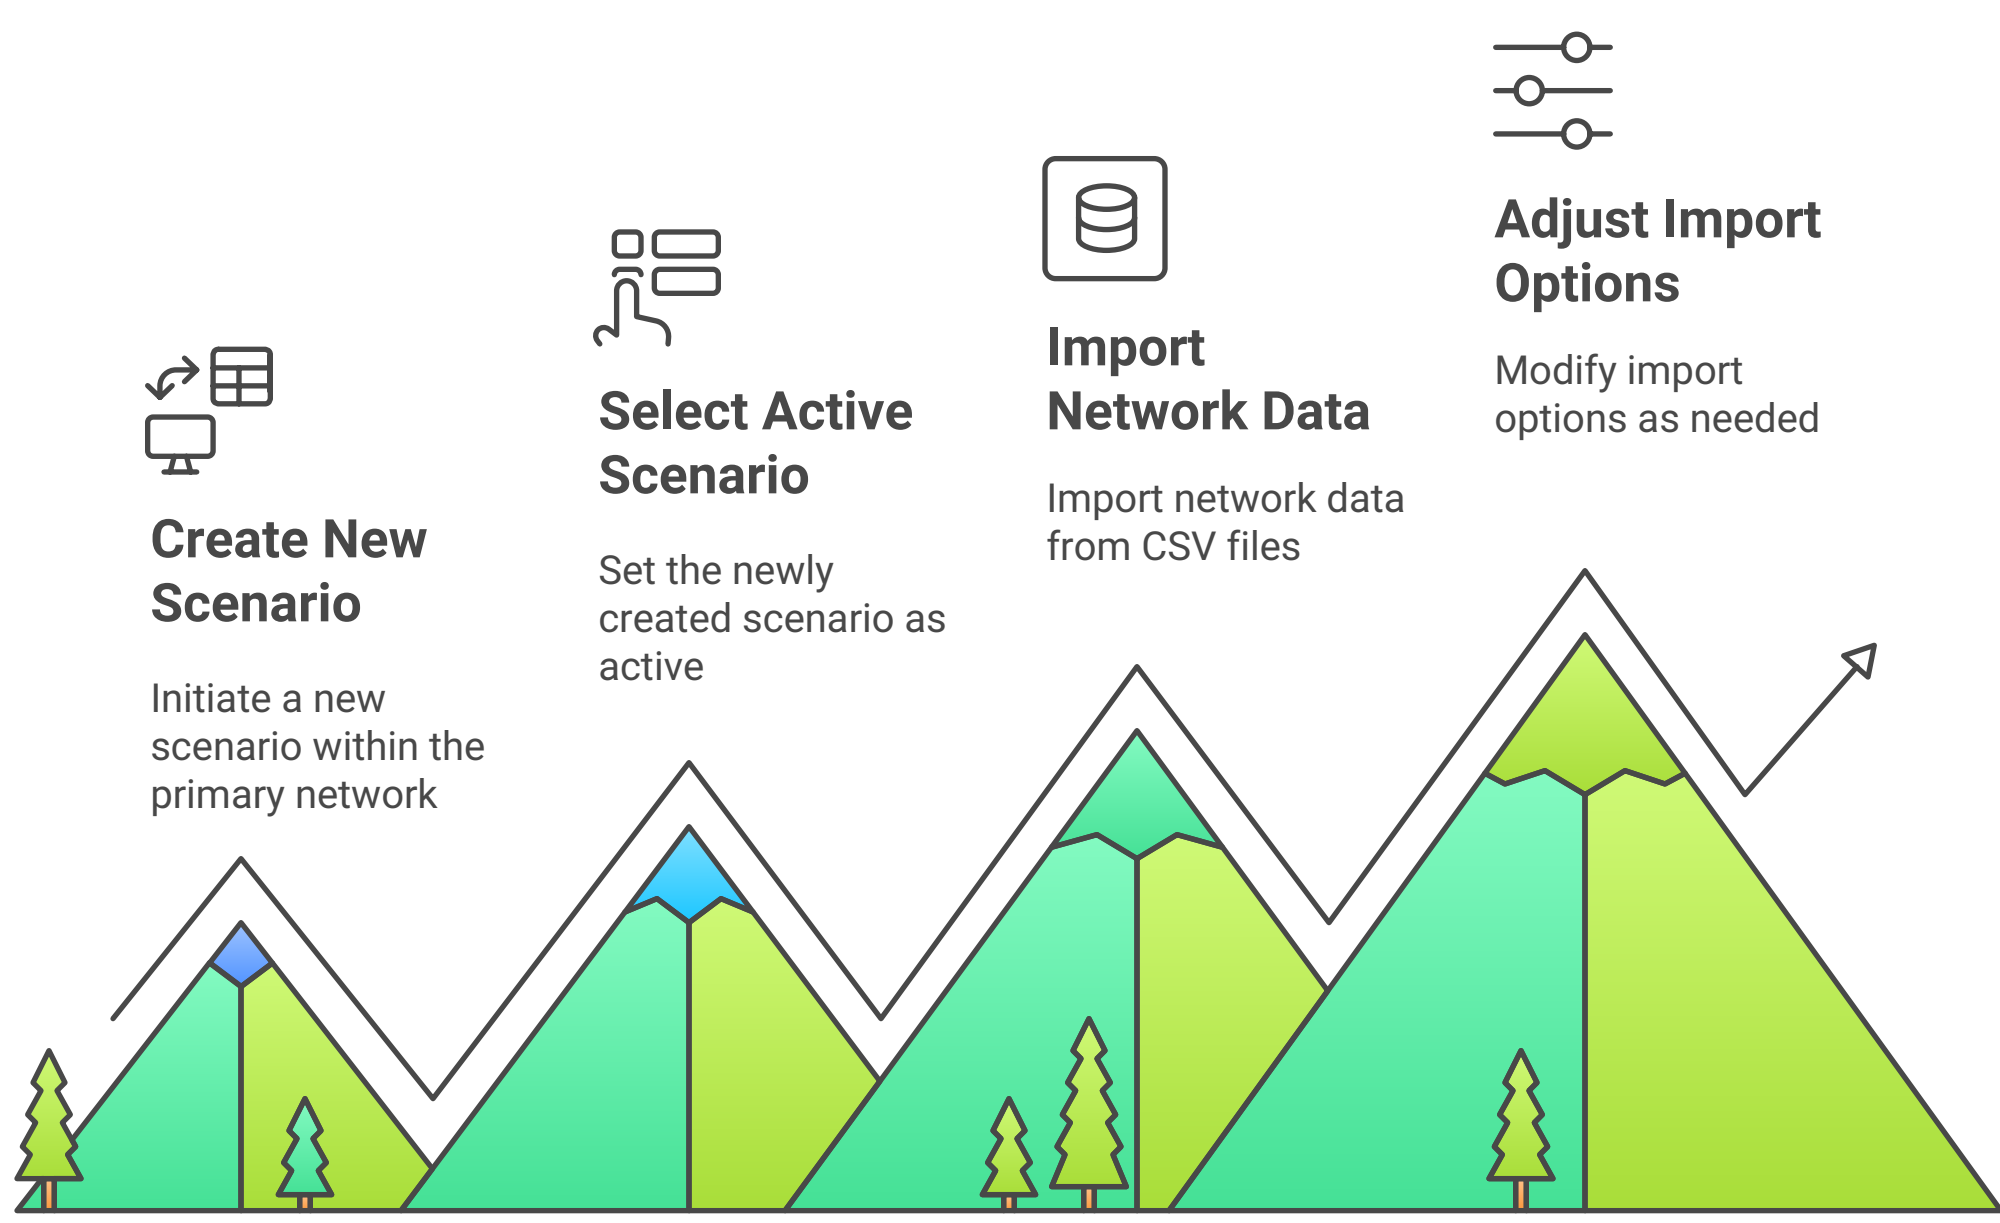 Create New
Scenario
Initiate a new
scenario within the
primary network
Select Active
Scenario
Set the newly
created scenario as
active
Import
Network Data
Import network data
from CSV files
Adjust Import
Options
Modify import
options as needed